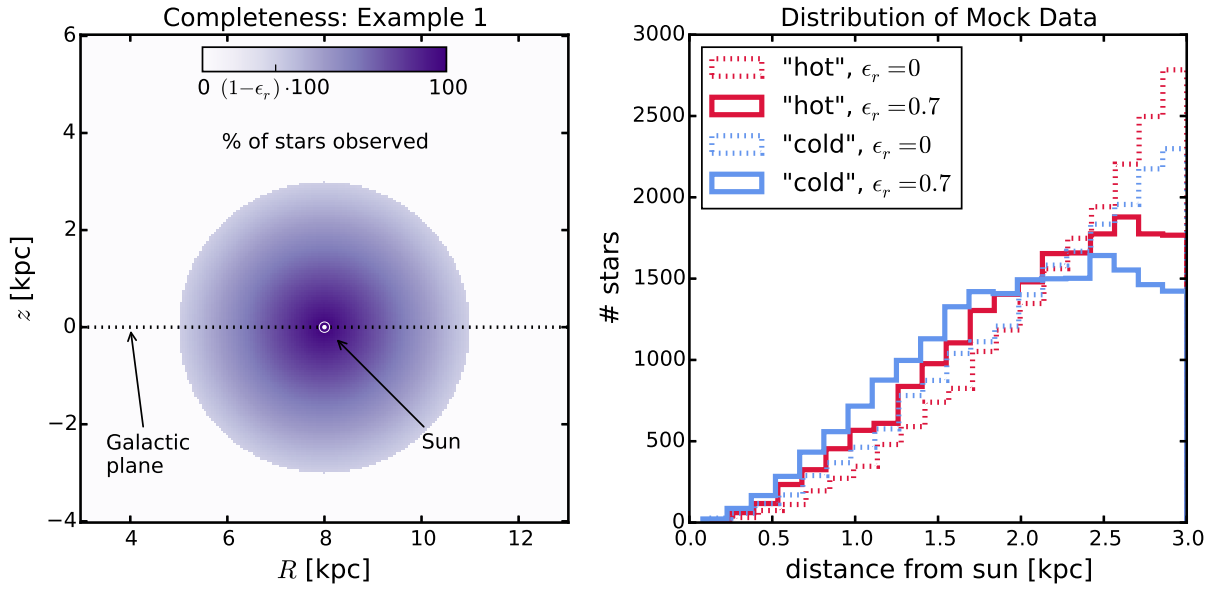 Completeness: Example 1
6
4
2
0
−2
−4
z [kpc]
0 (1−ϵr)·100 100
% of stars observed
Galactic
plane
Sun
4 6 8 10 12
R [kpc]
Distribution of Mock Data
3000
2500
2000
1500
1000
500
0
# stars
"hot", ϵr=0
"hot", ϵr=0.7
"cold", ϵr=0
"cold", ϵr=0.7
0.0 0.5 1.0 1.5 2.0 2.5 3.0
distance from sun [kpc]